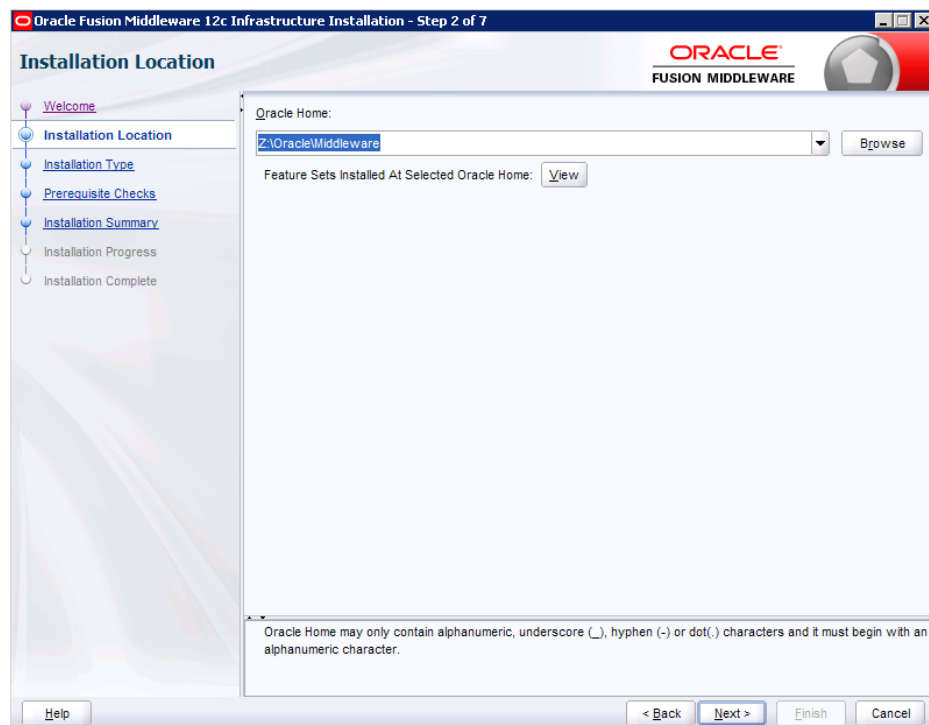 Oracle Fusion Middleware 12c Infrastructure Installation - Step 2 of 7
Installation Location
ORACLE
FUSION MIDDLEWARE
Welcome
Installation Location
Installation Type
Prerequisite Checks
Installation Summary
Installation Progress
Installation Complete
Oracle Home:
Z:\Oracle\Middleware
Browse
Feature Sets Installed At Selected Oracle Home: View
Oracle Home may only contain alphanumeric, underscore (_), hyphen (-) or dot(.) characters and it must begin with an
alphanumeric character.
Help
< Back
Next >
Finish
Cancel